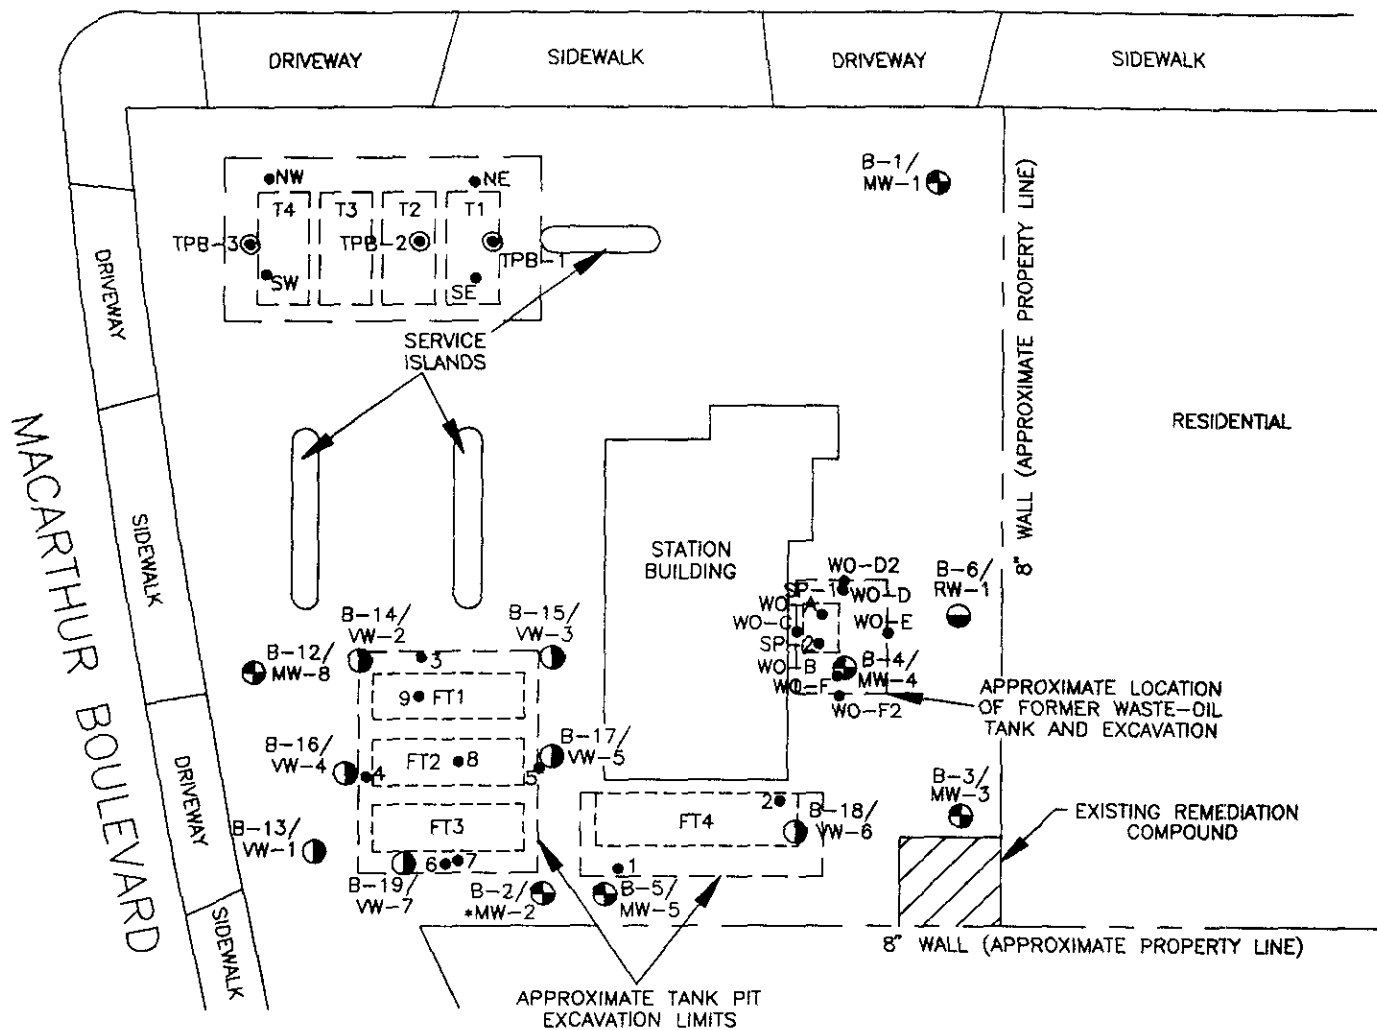 DRIVEWAY
SIDEWALK
DRIVEWAY
SIDEWALK
B-1/
MW-1
NW
NE
T4
T3
T2
T1
TPB-3
TPB-2
TPB-1
SW
SE
DRIVEWAY
SERVICE
ISLANDS
8" WALL (APPROXIMATE PROPERTY LINE)
RESIDENTIAL
MACARTHUR BOULEVARD
SIDEWALK
STATION
BUILDING
WO-D2
SP-1
WO-D
WO-A
WO-C
WO-E
SP-2
WO-B
WO-F
WO-F2
B-4/
MW-4
B-6/
RW-1
B-14/
VW-2
B-15/
VW-3
B-12/
MW-8
3
9
FT1
APPROXIMATE LOCATION
OF FORMER WASTE-OIL
TANK AND EXCAVATION
B-16/
VW-4
B-17/
VW-5
4
FT2
8
5
DRIVEWAY
B-3/
MW-3
B-13/
VW-1
FT3
2
FT4
B-18/
VW-6
EXISTING REMEDIATION
COMPOUND
6
7
1
B-19/
VW-7
B-2/
*MW-2
B-5/
MW-5
SIDEWALK
8" WALL (APPROXIMATE PROPERTY LINE)
APPROXIMATE TANK PIT
EXCAVATION LIMITS